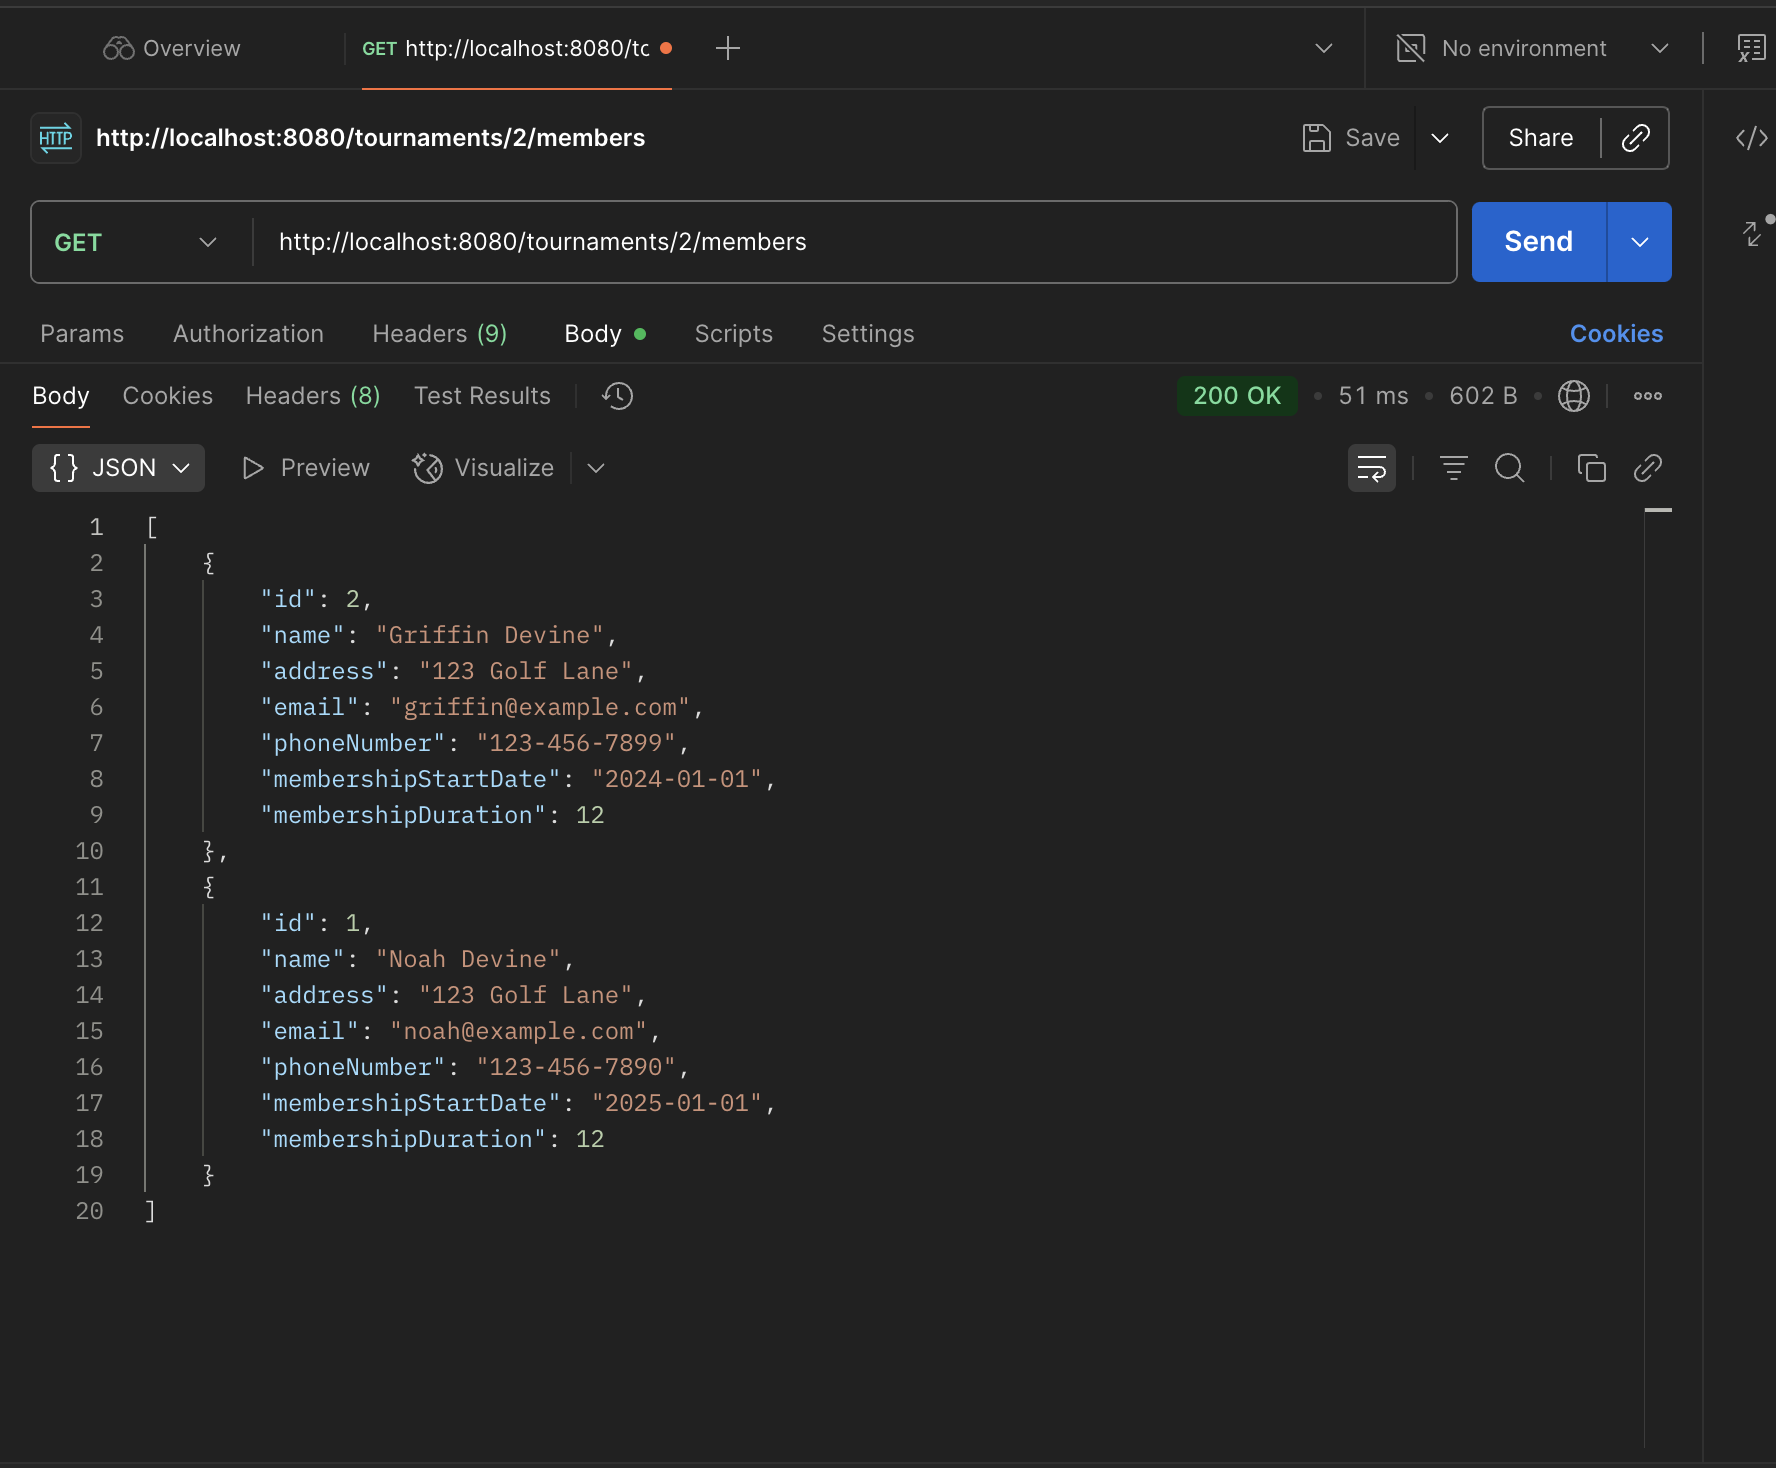 Overview
GET http://localhost:8080/tc
No environment
HTTP http://localhost:8080/tournaments/2/members
Save
Share
GET http://localhost:8080/tournaments/2/members
Send
Params Authorization Headers (9) Body Scripts Settings Cookies
Body Cookies Headers (8) Test Results 200 OK • 51 ms • 602 B
{} JSON Preview Visualize
1 [
2 {
3 "id": 2,
4 "name": "Griffin Devine",
5 "address": "123 Golf Lane",
6 "email": "griffin@example.com",
7 "phoneNumber": "123-456-7899",
8 "membershipStartDate": "2024-01-01",
9 "membershipDuration": 12
10 },
11 {
12 "id": 1,
13 "name": "Noah Devine",
14 "address": "123 Golf Lane",
15 "email": "noah@example.com",
16 "phoneNumber": "123-456-7890",
17 "membershipStartDate": "2025-01-01",
18 "membershipDuration": 12
19 }
20 ]